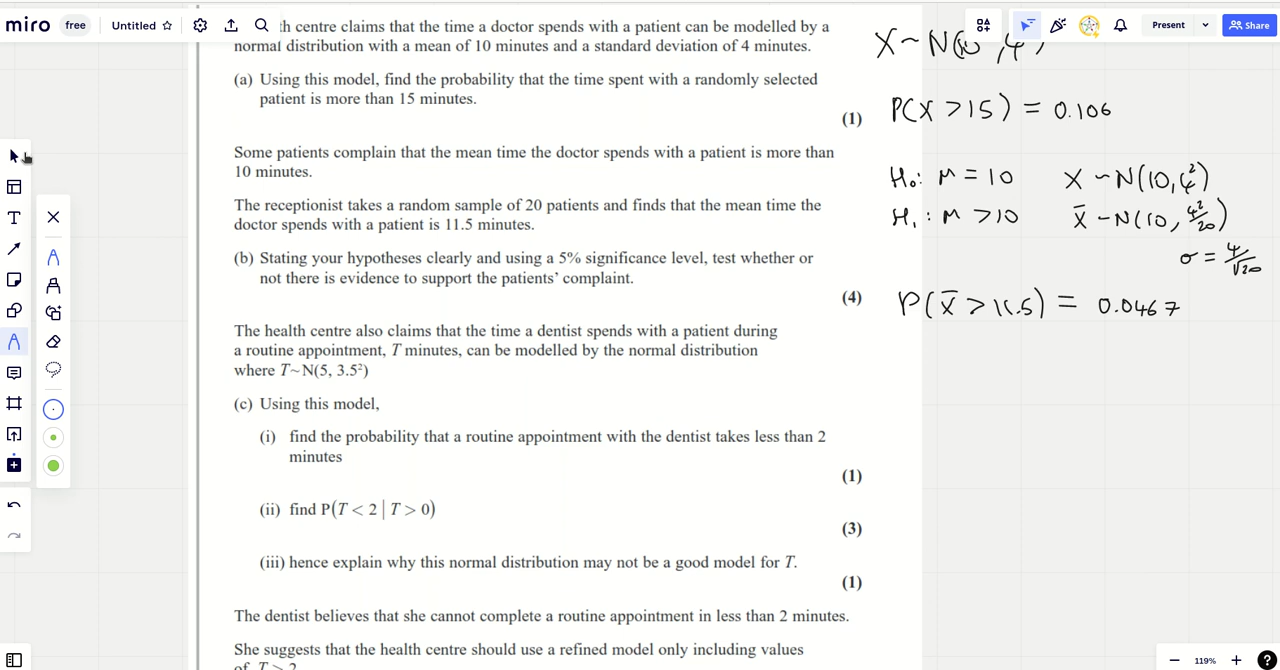 miro free Untitled Present Share
th centre claims that the time a doctor spends with a patient can be modelled by a
normal distribution with a mean of 10 minutes and a standard deviation of 4 minutes.
(a) Using this model, find the probability that the time spent with a randomly selected
patient is more than 15 minutes.
(1)
Some patients complain that the mean time the doctor spends with a patient is more than
10 minutes.
The receptionist takes a random sample of 20 patients and finds that the mean time the
doctor spends with a patient is 11.5 minutes.
(b) Stating your hypotheses clearly and using a 5% significance level, test whether or
not there is evidence to support the patients' complaint.
(4)
The health centre also claims that the time a dentist spends with a patient during
a routine appointment, T minutes, can be modelled by the normal distribution
where T~N(5, 3.5²)
(c) Using this model,
(i) find the probability that a routine appointment with the dentist takes less than 2
minutes
(1)
(ii) find P(T < 2 | T > 0)
(3)
(iii) hence explain why this normal distribution may not be a good model for T.
(1)
The dentist believes that she cannot complete a routine appointment in less than 2 minutes.
She suggests that the health centre should use a refined model only including values
of T > 2
X ~ N(10, 4
P(X > 15) = 0.106
H₀: μ = 10 X ~ N(10, 4²)
H₁: μ > 10 X̄ ~ N(10, 4²/20)
σ = 4/√20
P(X̄ > 11.5) = 0.0467
119%